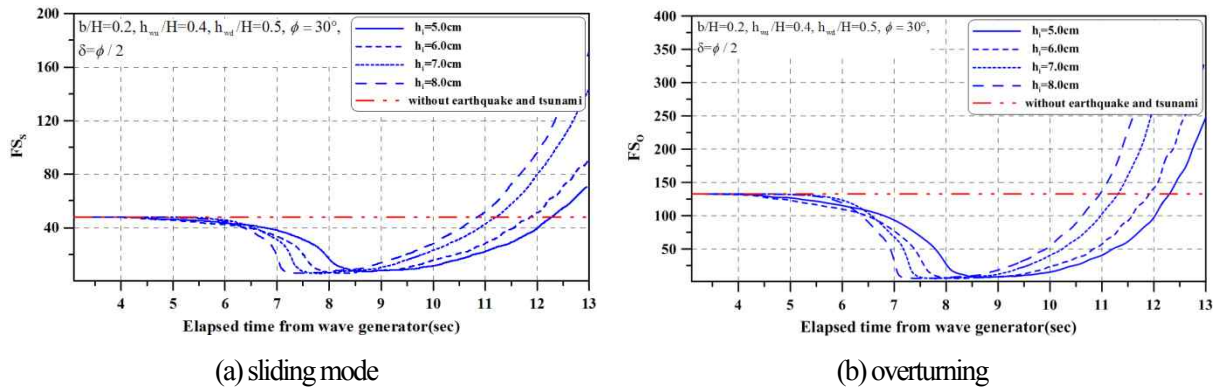 b/H=0.2, h_wu/H=0.4, h_wd/H=0.5, ϕ = 30°,
δ=ϕ / 2
h_i=5.0cm
h_i=6.0cm
h_i=7.0cm
h_i=8.0cm
without earthquake and tsunami
200
160
120
80
40
FS_S
4 5 6 7 8 9 10 11 12 13
Elapsed time from wave generator(sec)
(a) sliding mode
b/H=0.2, h_wu/H=0.4, h_wd/H=0.5, ϕ = 30°,
δ=ϕ / 2
h_i=5.0cm
h_i=6.0cm
h_i=7.0cm
h_i=8.0cm
without earthquake and tsunami
400
350
300
250
200
150
100
50
FS_O
4 5 6 7 8 9 10 11 12 13
Elapsed time from wave generator(sec)
(b) overturning